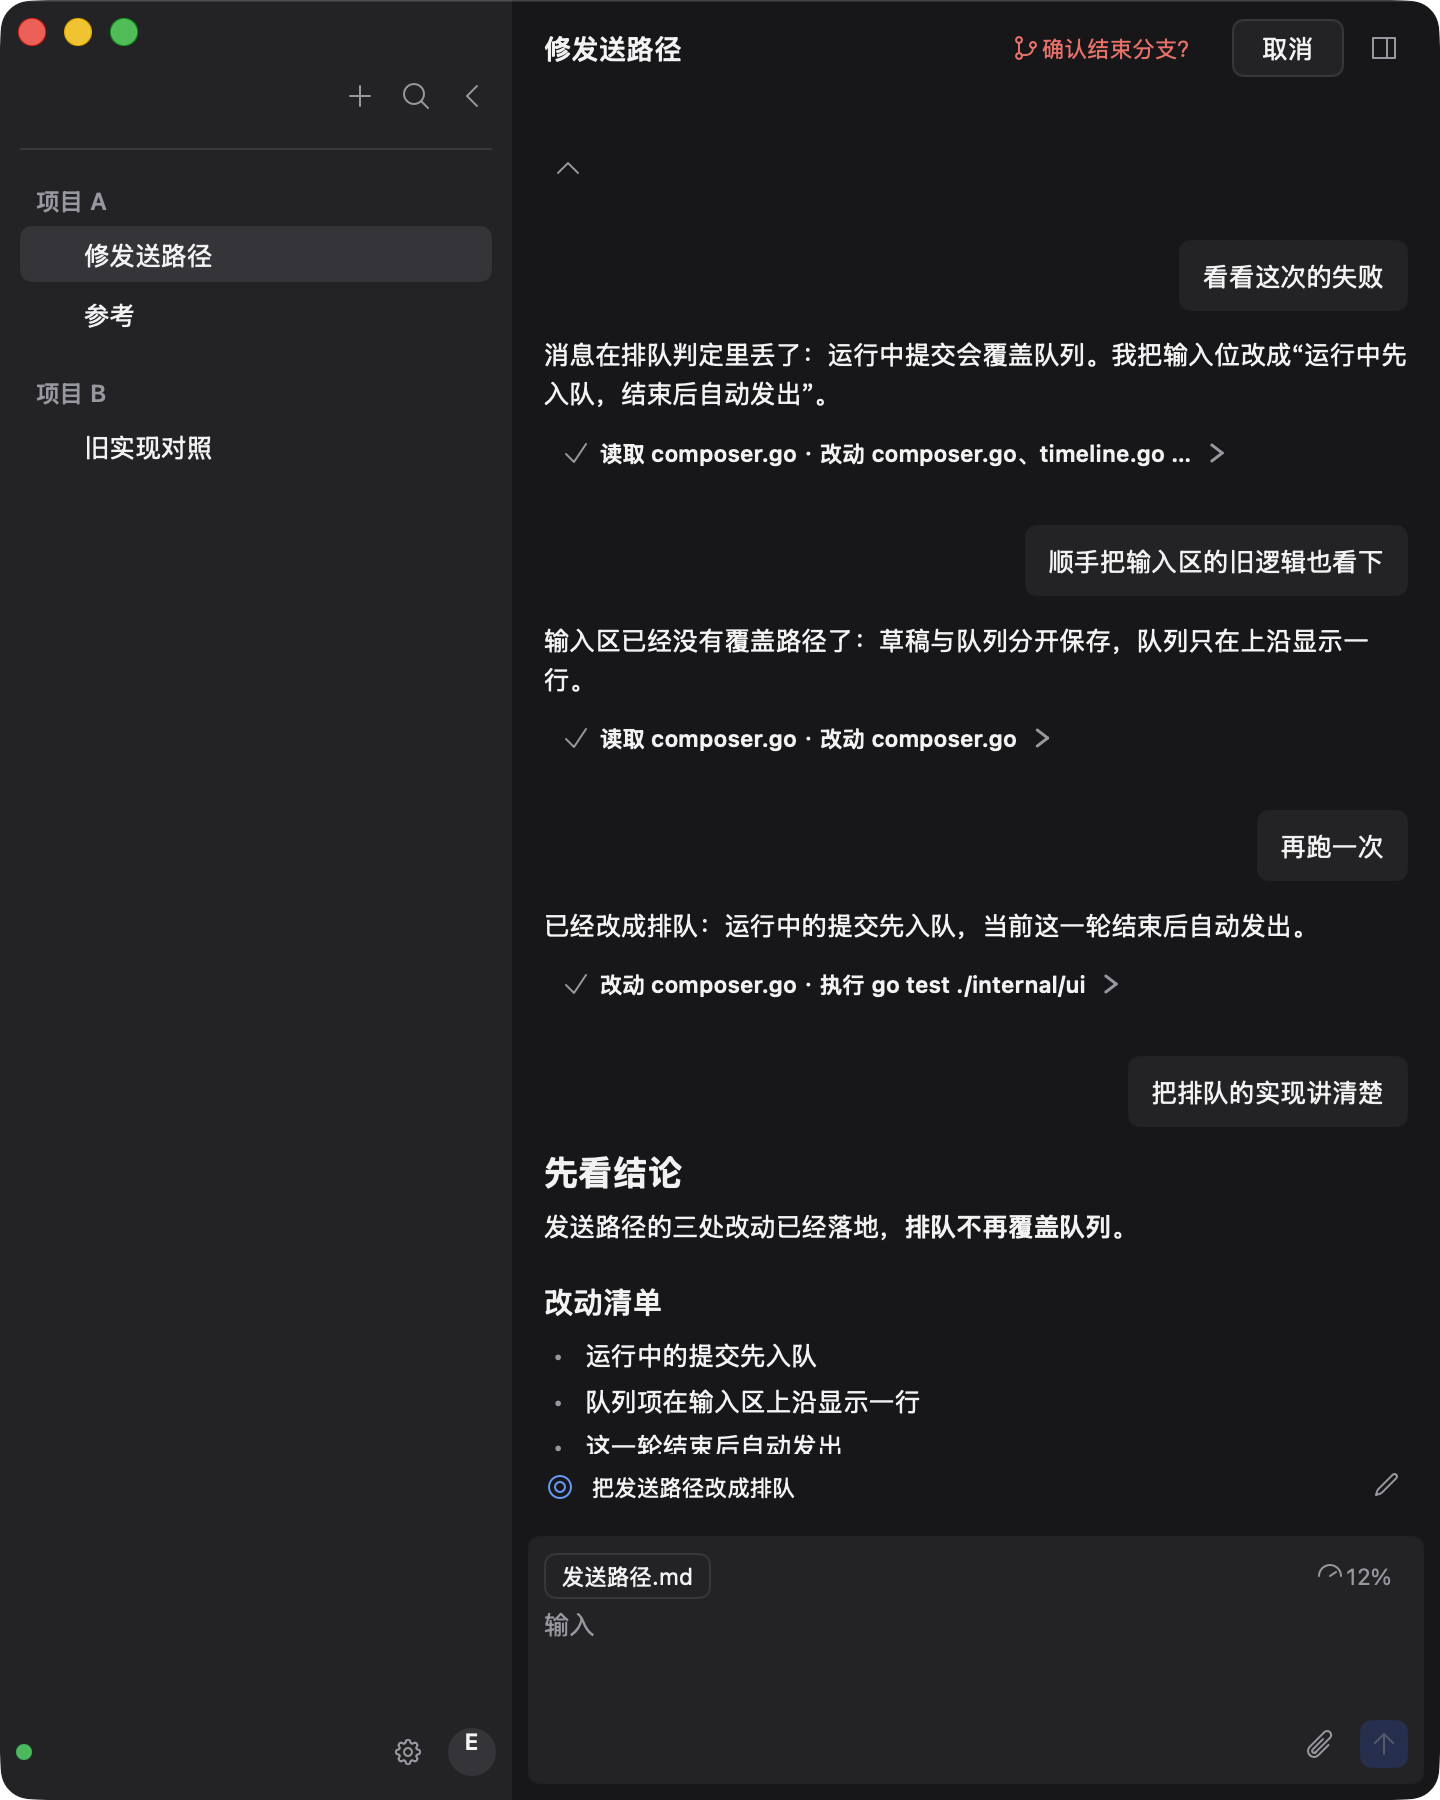 修发送路径
确认结束分支?
取消
项目 A
修发送路径
参考
项目 B
旧实现对照
看看这次的失败
消息在排队判定里丢了：运行中提交会覆盖队列。我把输入位改成“运行中先
入队，结束后自动发出”。
读取 composer.go · 改动 composer.go、timeline.go ...
顺手把输入区的旧逻辑也看下
输入区已经没有覆盖路径了：草稿与队列分开保存，队列只在上沿显示一
行。
读取 composer.go · 改动 composer.go
再跑一次
已经改成排队：运行中的提交先入队，当前这一轮结束后自动发出。
改动 composer.go · 执行 go test ./internal/ui
把排队的实现讲清楚
先看结论
发送路径的三处改动已经落地，排队不再覆盖队列。
改动清单
• 运行中的提交先入队
• 队列项在输入区上沿显示一行
• 这一轮结束后自动发出
把发送路径改成排队
发送路径.md
12%
输入
E